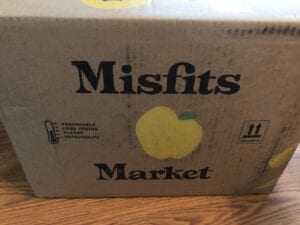 Misfits
PERISHABLE
FOOD INSIDE
PLEASE
REFRIGERATE
Market